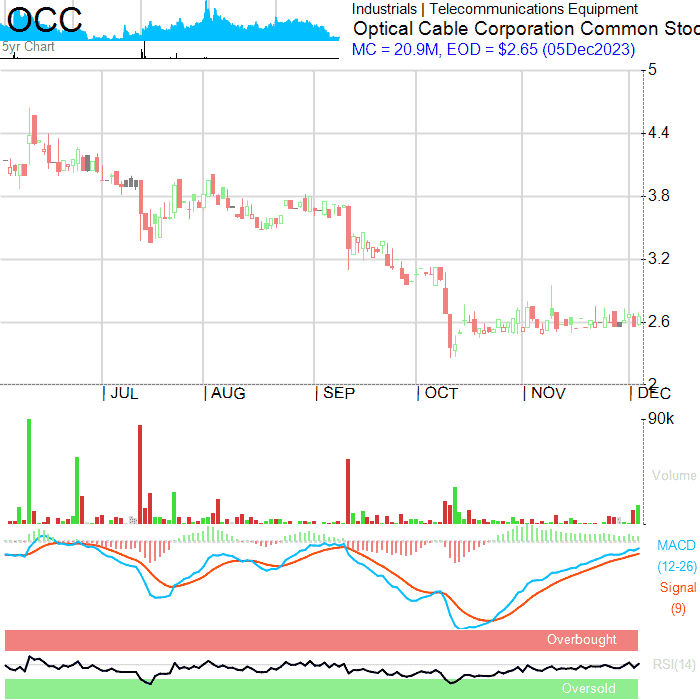 OCC
5yr Chart
Industrials | Telecommunications Equipment
Optical Cable Corporation Common Stoc
MC = 20.9M, EOD = $2.65 (05Dec2023)
5
4.4
3.8
3.2
2.6
2
JUL AUG SEP OCT NOV DEC
90k
Volume
MACD
(12-26)
Signal
(9)
Overbought
RSI(14)
Oversold